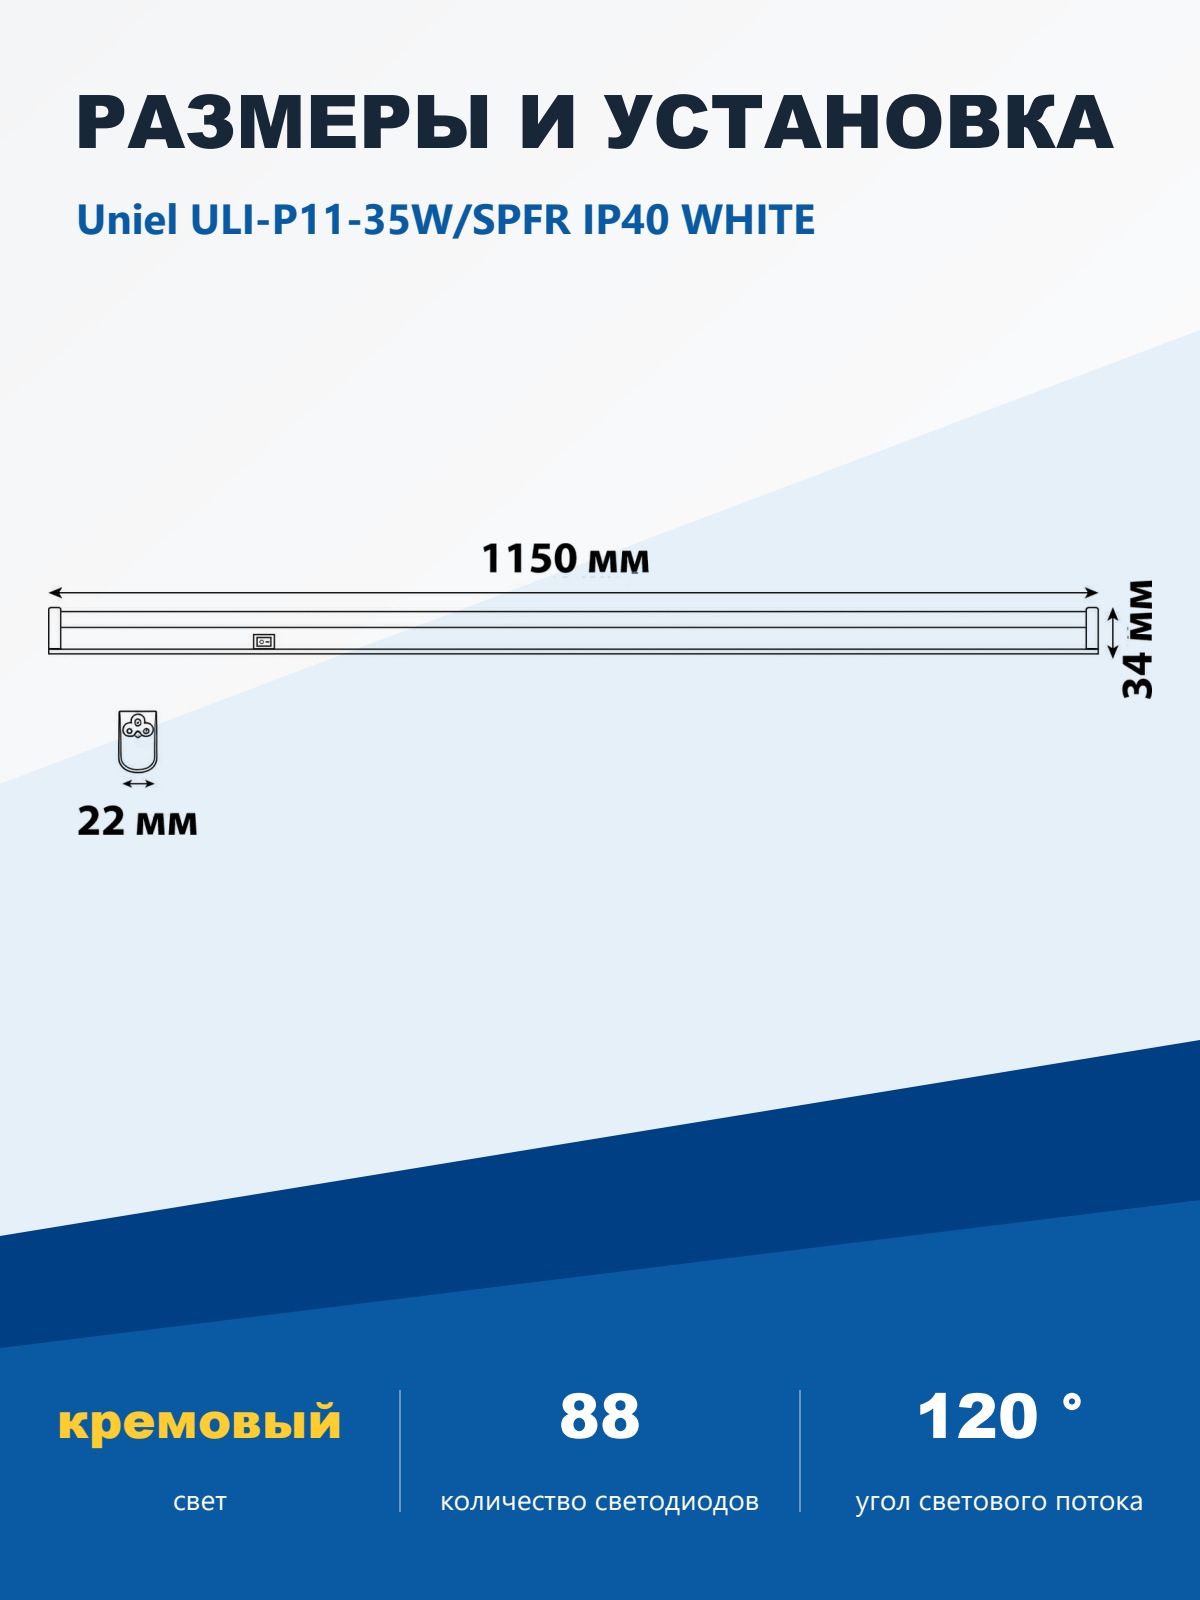 РАЗМЕРЫ И УСТАНОВКА
Uniel ULI-P11-35W/SPFR IP40 WHITE
1150 мм
34 мм
22 мм
кремовый
свет
88
количество светодиодов
120 °
угол светового потока